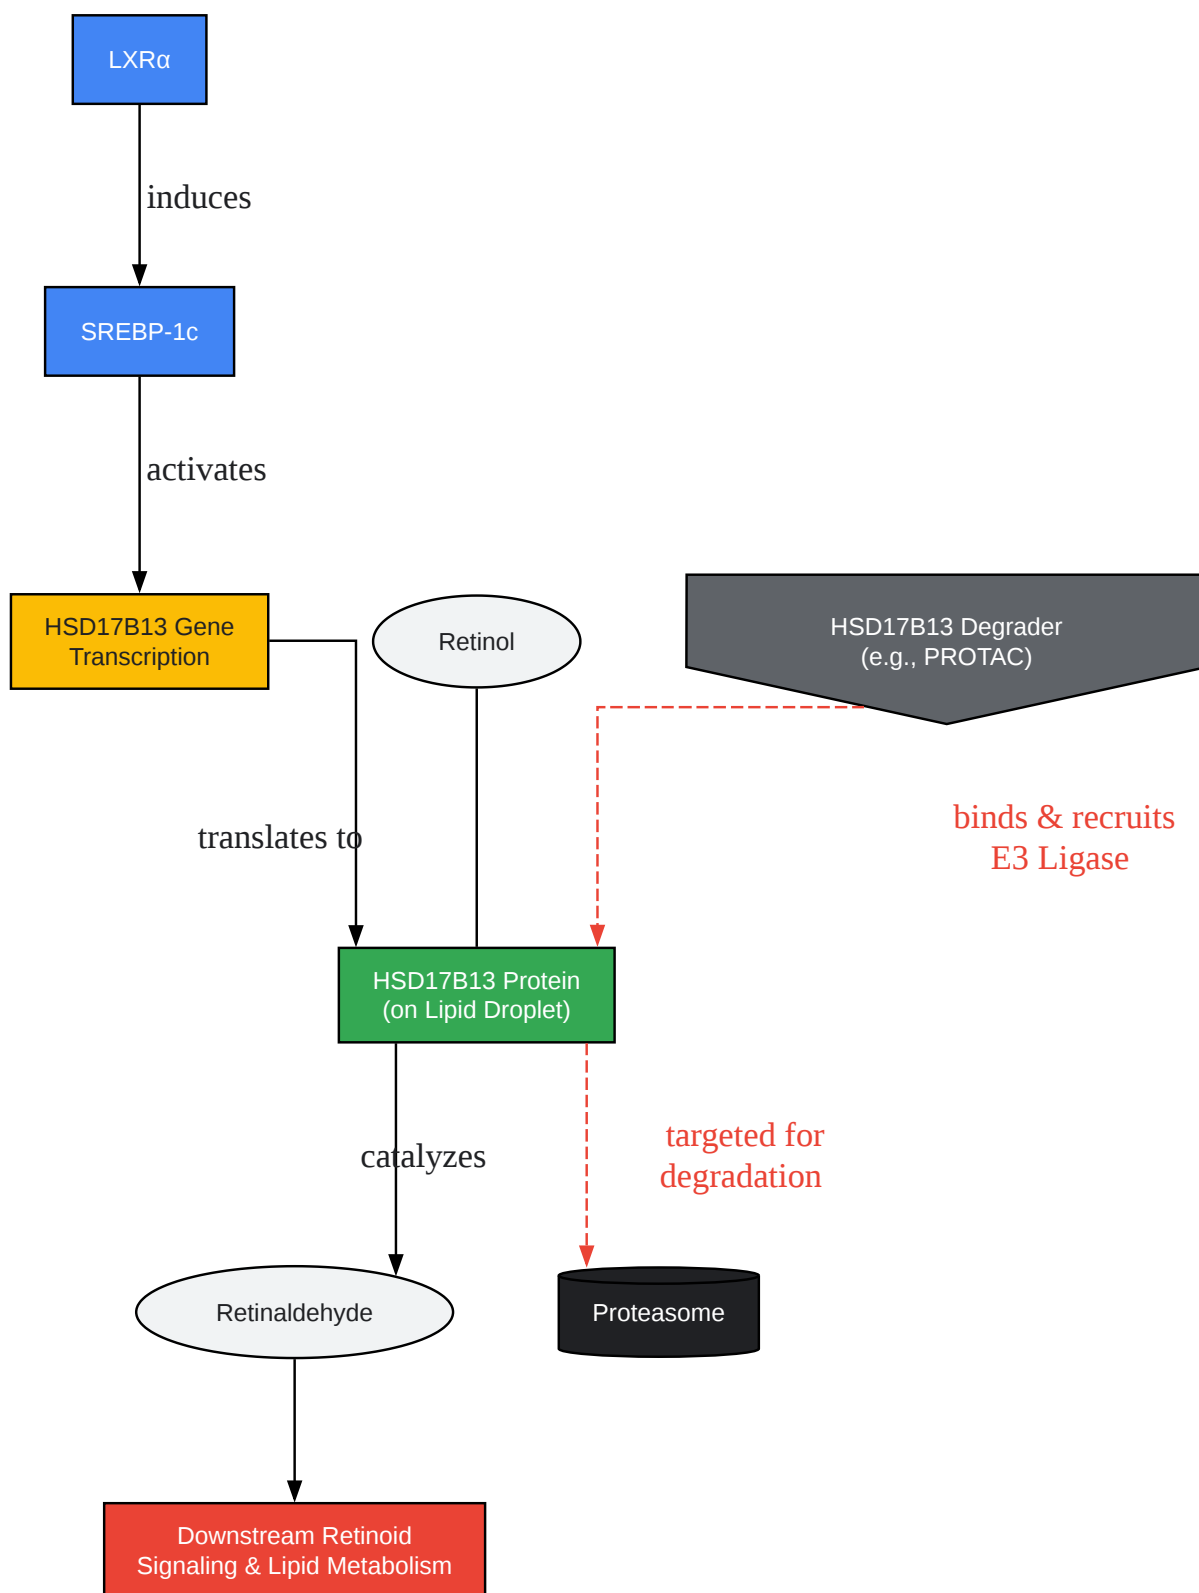 LXRα
induces
SREBP-1c
activates
HSD17B13 Gene
Transcription
Retinol
HSD17B13 Degrader
(e.g., PROTAC)
translates to
binds & recruits
E3 Ligase
HSD17B13 Protein
(on Lipid Droplet)
catalyzes
targeted for
degradation
Retinaldehyde
Proteasome
Downstream Retinoid
Signaling & Lipid Metabolism